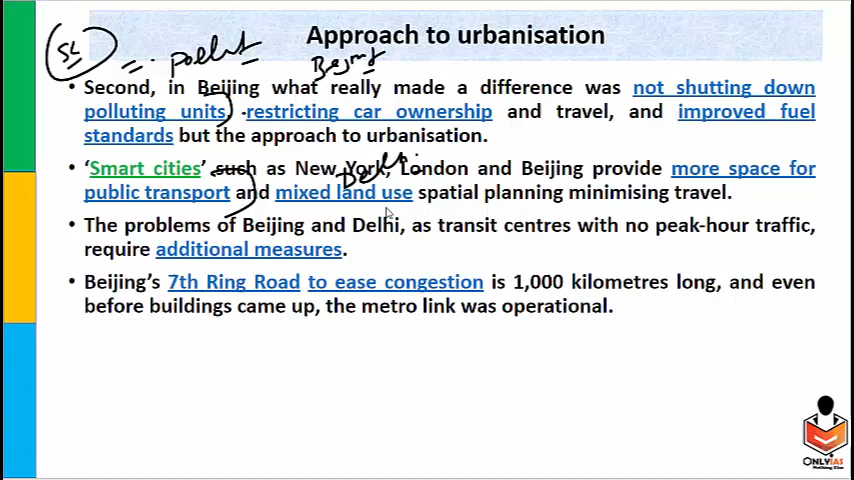 Approach to urbanisation
SC
Pollut
Beijing
• Second, in Beijing what really made a difference was not shutting down
polluting units, restricting car ownership and travel, and improved fuel
standards but the approach to urbanisation.
• 'Smart cities' such as New York, London and Beijing provide more space for
Delhi
public transport and mixed land use spatial planning minimising travel.
• The problems of Beijing and Delhi, as transit centres with no peak-hour traffic,
require additional measures.
• Beijing's 7th Ring Road to ease congestion is 1,000 kilometres long, and even
before buildings came up, the metro link was operational.
ONLYIAS
Nothing Else